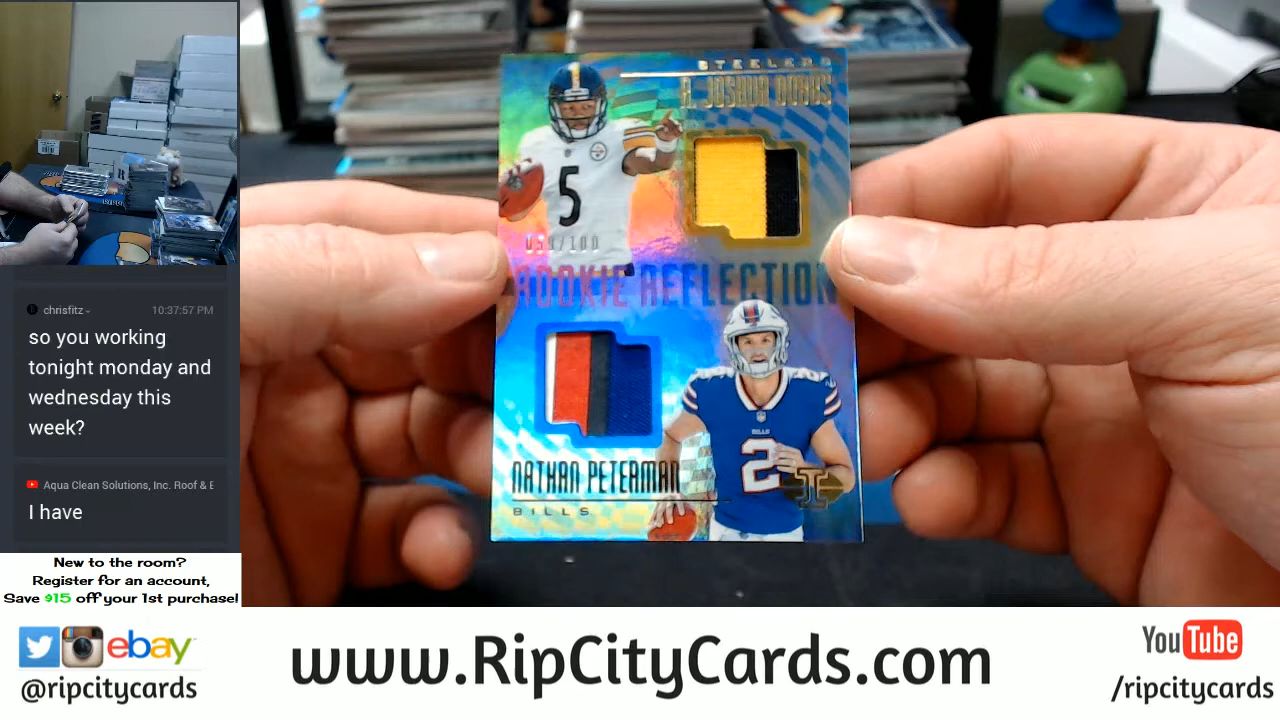 STEELERS
R. JOSHUA DOBBS
5
/100
ROOKIE REFLECTION
2
BILLS
NATHAN PETERMAN
BILLS
chrisfitz
10:37:57 PM
so you working
tonight monday and
wednesday this
week?
Aqua Clean Solutions, Inc. Roof & E
I have
New to the room?
Register for an account,
Save $15 off your 1st purchase!
ebay
@ripcitycards
www.RipCityCards.com
YouTube
/ripcitycards